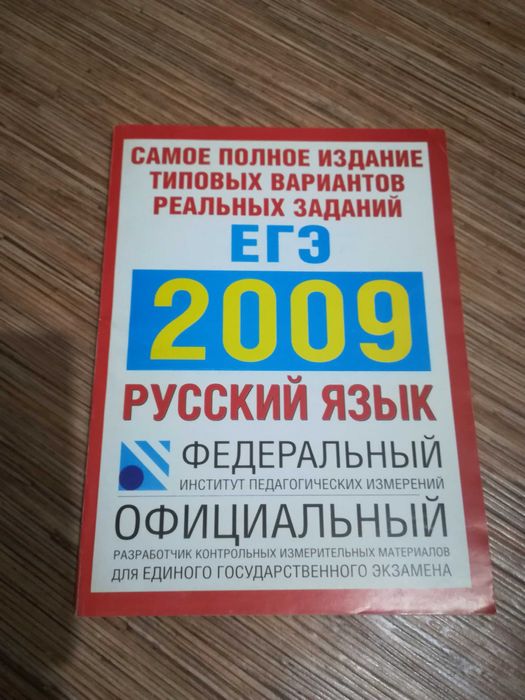 САМОЕ ПОЛНОЕ ИЗДАНИЕ
ТИПОВЫХ ВАРИАНТОВ
РЕАЛЬНЫХ ЗАДАНИЙ
ЕГЭ
2009
РУССКИЙ ЯЗЫК
ФЕДЕРАЛЬНЫЙ
ИНСТИТУТ ПЕДАГОГИЧЕСКИХ ИЗМЕРЕНИЙ
ОФИЦИАЛЬНЫЙ
РАЗРАБОТЧИК КОНТРОЛЬНЫХ ИЗМЕРИТЕЛЬНЫХ МАТЕРИАЛОВ
ДЛЯ ЕДИНОГО ГОСУДАРСТВЕННОГО ЭКЗАМЕНА